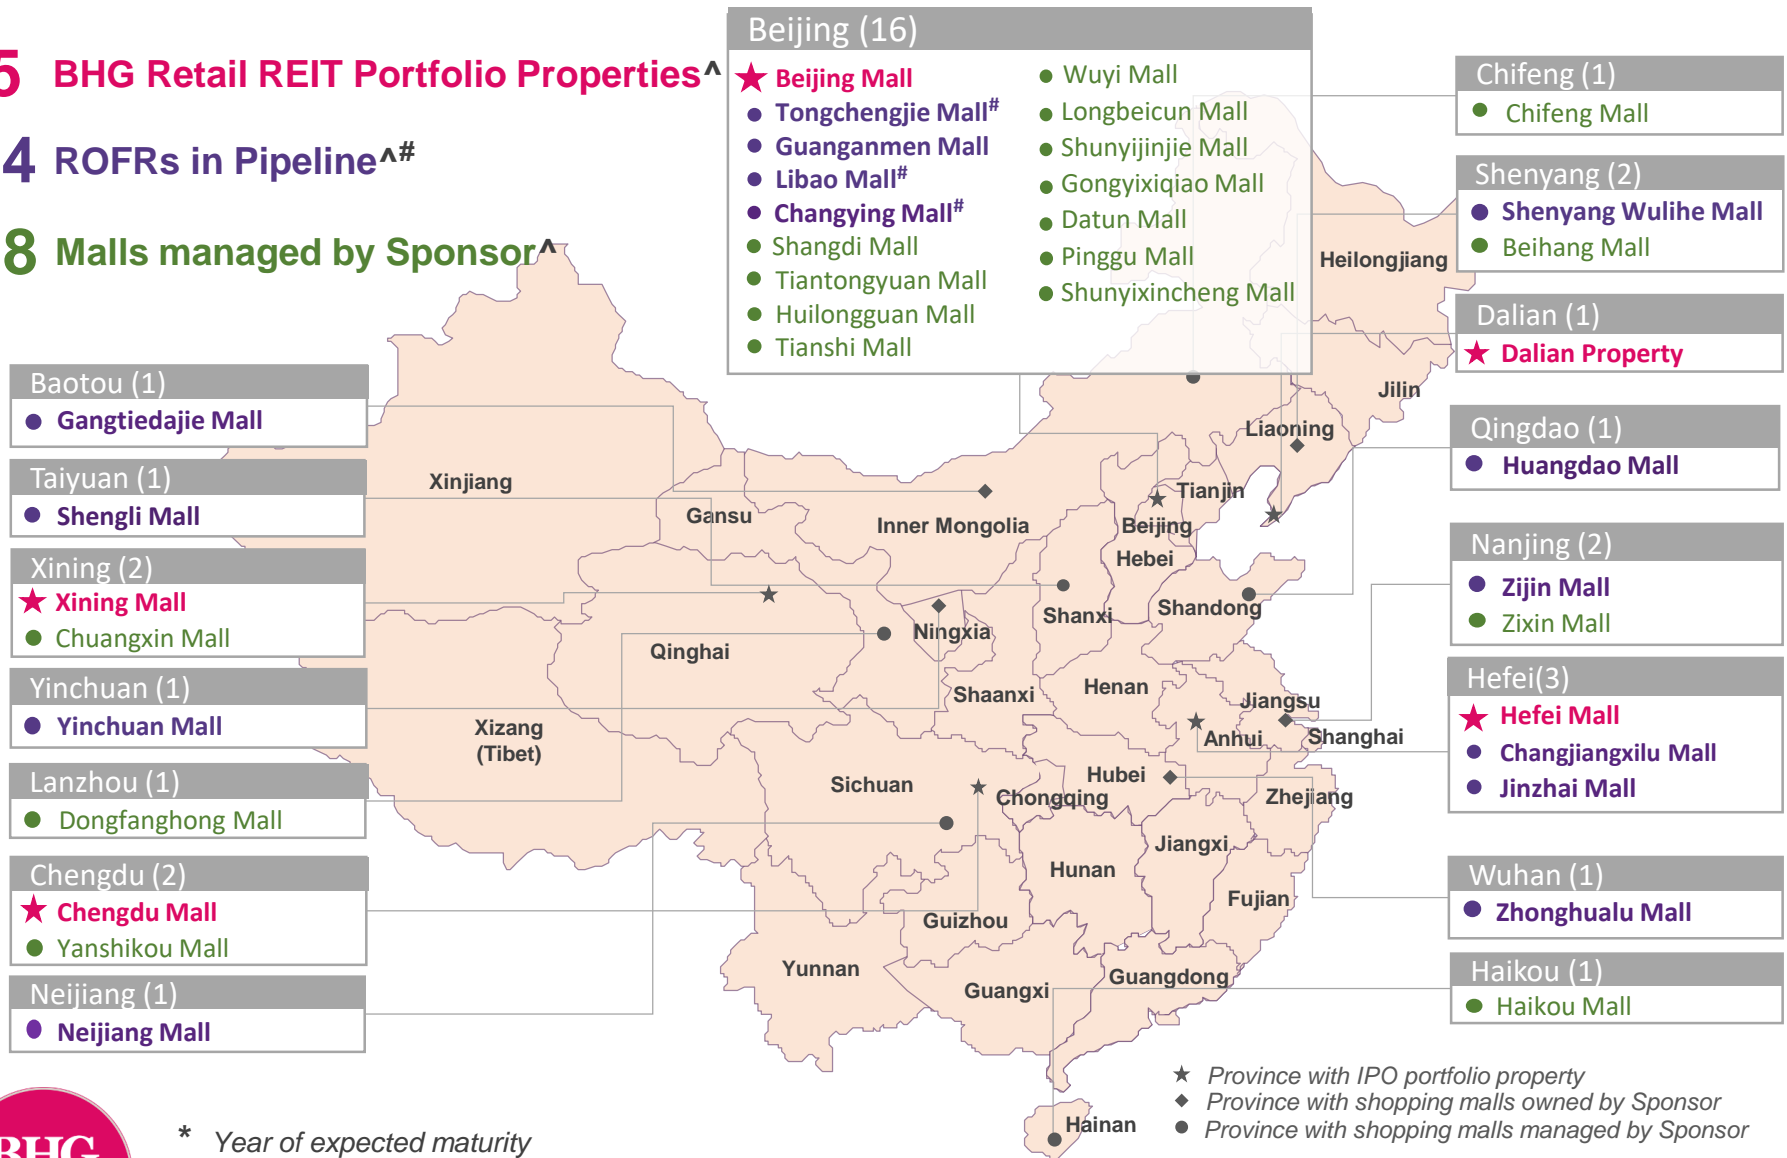 5 BHG Retail REIT Portfolio Properties^
4 ROFRs in Pipeline^#
8 Malls managed by Sponsor^
Beijing (16)
Beijing Mall
Tongchengjie Mall#
Guanganmen Mall
Libao Mall#
Changying Mall#
Shangdi Mall
Tiantongyuan Mall
Huilongguan Mall
Tianshi Mall
Wuyi Mall
Longbeicun Mall
Shunyijinjie Mall
Gongyixiqiao Mall
Datun Mall
Pinggu Mall
Shunyixincheng Mall
Baotou (1)
Gangtiedajie Mall
Taiyuan (1)
Shengli Mall
Xining (2)
Xining Mall
Chuangxin Mall
Yinchuan (1)
Yinchuan Mall
Lanzhou (1)
Dongfanghong Mall
Chengdu (2)
Chengdu Mall
Yanshikou Mall
Neijiang (1)
Neijiang Mall
Chifeng (1)
Chifeng Mall
Shenyang (2)
Shenyang Wulihe Mall
Beihang Mall
Dalian (1)
Dalian Property
Qingdao (1)
Huangdao Mall
Nanjing (2)
Zijin Mall
Zixin Mall
Hefei(3)
Hefei Mall
Changjiangxilu Mall
Jinzhai Mall
Wuhan (1)
Zhonghualu Mall
Haikou (1)
Haikou Mall
Heilongjiang
Jilin
Liaoning
Xinjiang
Gansu
Inner Mongolia
Tianjin
Beijing
Hebei
Shanxi
Shandong
Ningxia
Qinghai
Shaanxi
Henan
Jiangsu
Xizang
(Tibet)
Anhui
Shanghai
Sichuan
Hubei
Chongqing
Zhejiang
Jiangxi
Hunan
Guizhou
Fujian
Yunnan
Guangxi
Guangdong
Hainan
Province with IPO portfolio property
Province with shopping malls owned by Sponsor
Province with shopping malls managed by Sponsor
* Year of expected maturity
BHG